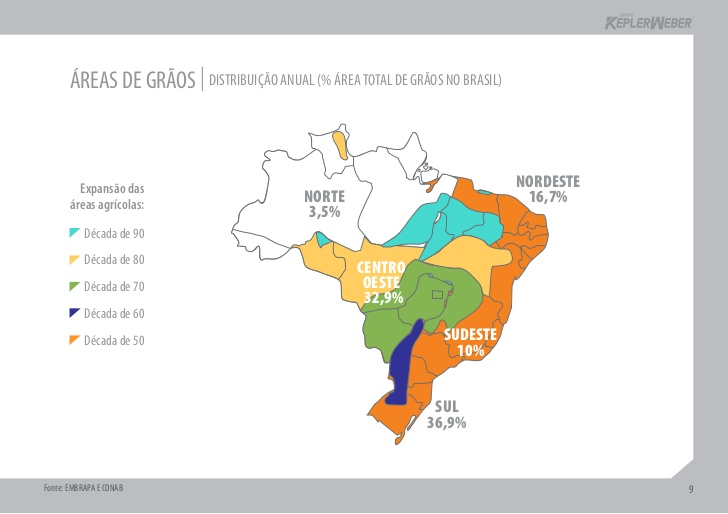 KEPLERWEBER
ÁREAS DE GRÃOS | DISTRIBUIÇÃO ANUAL (% ÁREA TOTAL DE GRÃOS NO BRASIL)
Expansão das
áreas agrícolas:
Década de 90
Década de 80
Década de 70
Década de 60
Década de 50
NORTE
3,5%
NORDESTE
16,7%
CENTRO
OESTE
32,9%
SUDESTE
10%
SUL
36,9%
Fonte: EMBRAPA E CONAB
9